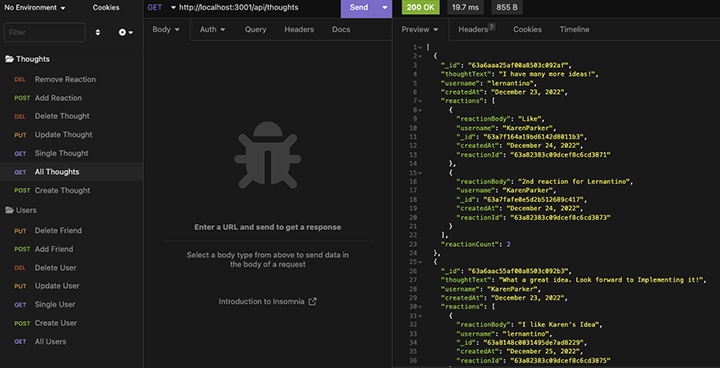 No Environment Cookies
Filter
Thoughts
DEL Remove Reaction
POST Add Reaction
DEL Delete Thought
PUT Update Thought
GET Single Thought
GET All Thoughts
POST Create Thought
Users
PUT Delete Friend
POST Add Friend
DEL Delete User
PUT Update User
GET Single User
POST Create User
GET All Users
GET http://localhost:3001/api/thoughts Send
Body Auth Query Headers Docs
Enter a URL and send to get a response
Select a body type from above to send data in
the body of a request
Introduction to Insomnia
200 OK 19.7 ms 855 B
Preview Headers 7 Cookies Timeline
1 [
2 {
3 "_id": "63a6aaa25af00a8503c092af",
4 "thoughtText": "I have many more ideas!",
5 "username": "lernantino",
6 "createdAt": "December 23, 2022",
7 "reactions": [
8 {
9 "reactionBody": "Like",
10 "username": "KarenParker",
11 "_id": "63a7f164a19bd6142d8011b3",
12 "createdAt": "December 24, 2022",
13 "reactionId": "63a82383c09dcef8c6cd3871"
14 },
15 {
16 "reactionBody": "2nd reaction for Lernantino",
17 "username": "KarenParker",
18 "_id": "63a7fafe0e5d2b512689c417",
19 "createdAt": "December 24, 2022",
20 "reactionId": "63a82383c09dcef8c6cd3873"
21 }
22 ],
23 "reactionCount": 2
24 },
25 {
26 "_id": "63a6aac55af00a8503c092b3",
27 "thoughtText": "What a great idea. Look forward to Implementing it!",
28 "username": "KarenParker",
29 "createdAt": "December 23, 2022",
30 "reactions": [
31 {
32 "reactionBody": "I like Karen's Idea",
33 "username": "lernantino",
34 "_id": "63a8148c0031495de7ad8229",
35 "createdAt": "December 25, 2022",
36 "reactionId": "63a82383c09dcef8c6cd3875"